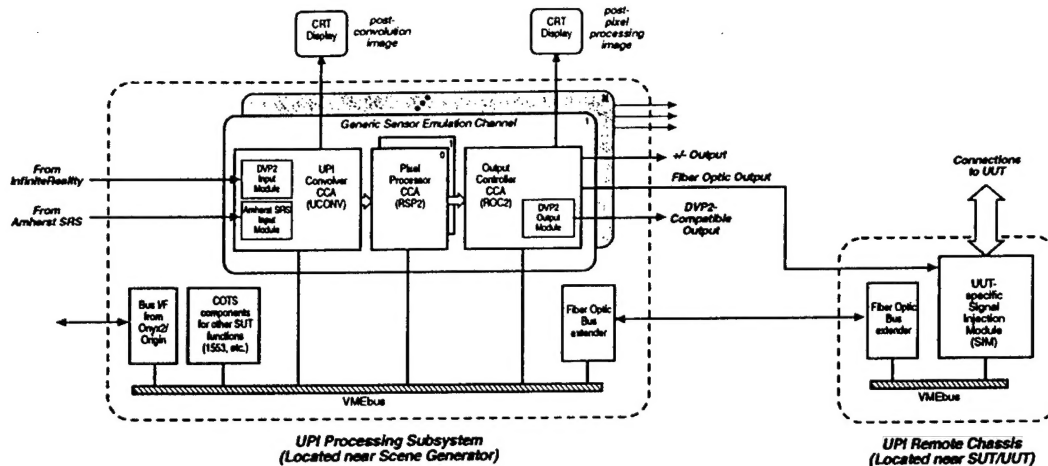 CRT
Display
post-
convolution
image
CRT
Display
post-
pixel
processing
image
N
Generic Sensor Emulation Channel
1
From
InfiniteReality
From
Amherst SRS
DVP2
Input
Module
Amherst SRS
Input
Module
UPI
Convolver
CCA
(UCONV)
1
0
Pixel
Processor
CCA
(RSP2)
Output
Controller
CCA
(ROC2)
DVP2
Output
Module
+/- Output
Fiber Optic Output
DVP2-
Compatible
Output
Connections
to UUT
Bus I/F
from
Onyx2/
Origin
COTS
components
for other SUT
functions
(1553, etc.)
Fiber Optic
Bus
extender
VMEbus
Fiber Optic
Bus
extender
UUT-
specific
Signal
Injection
Module
(SIM)
VMEbus
UPI Processing Subsystem
(Located near Scene Generator)
UPI Remote Chassis
(Located near SUT/UUT)